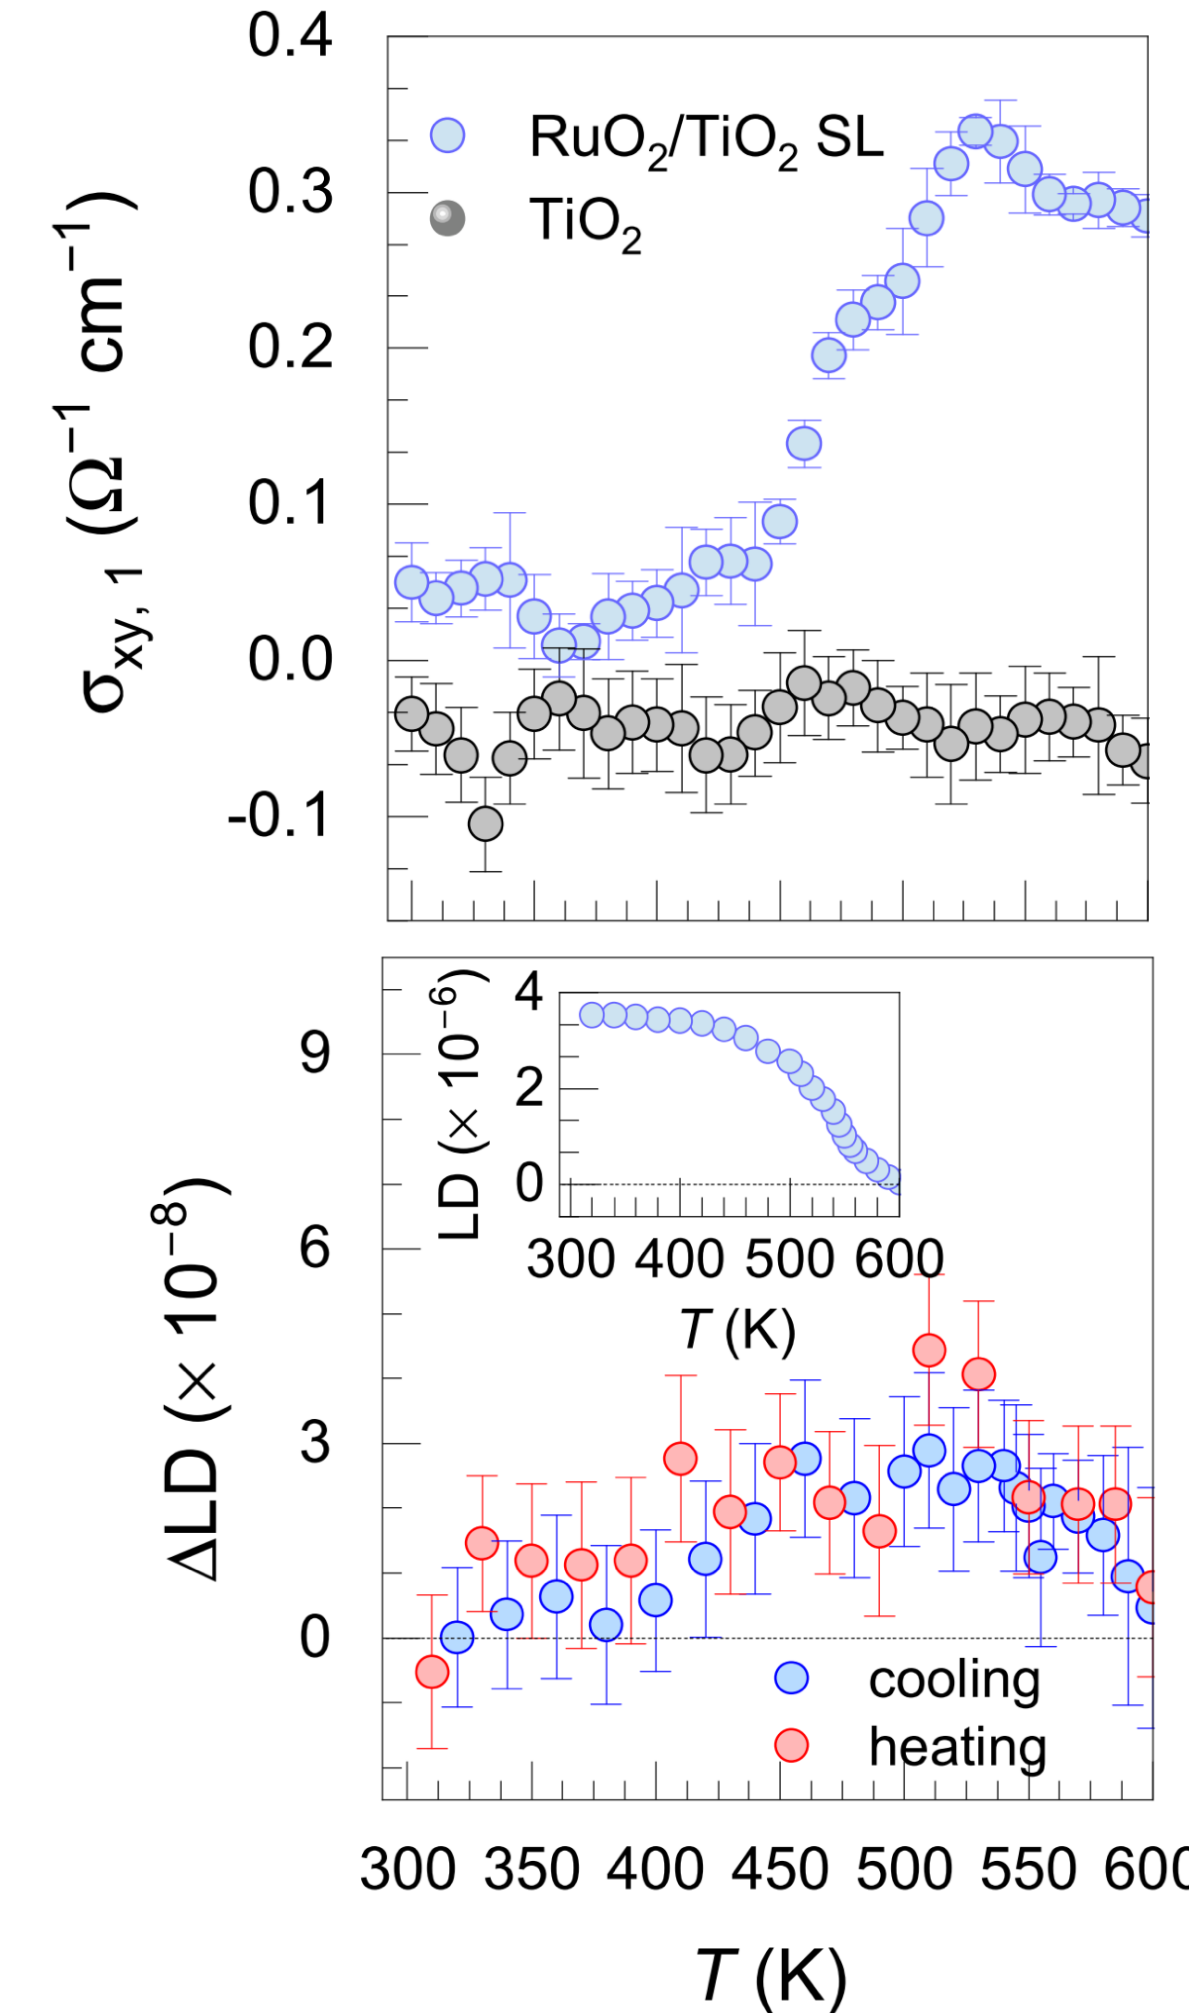 0.4
RuO₂/TiO₂ SL
0.3
TiO₂
0.2
0.1
0.0
-0.1
σxy, 1 (Ω⁻¹ cm⁻¹)
LD (× 10⁻⁶)
4
2
0
300 400 500 600
T (K)
9
6
3
0
ΔLD (× 10⁻⁸)
cooling
heating
300 350 400 450 500 550 600
T (K)